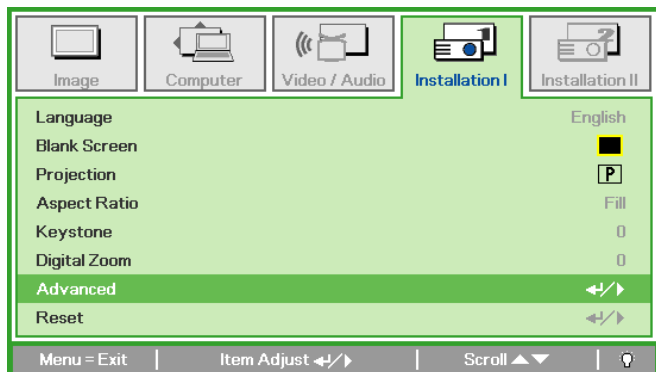 Image Computer Video / Audio Installation I Installation II
Language English
Blank Screen
Projection P
Aspect Ratio Fill
Keystone 0
Digital Zoom 0
Advanced
Reset
Menu = Exit Item Adjust Scroll